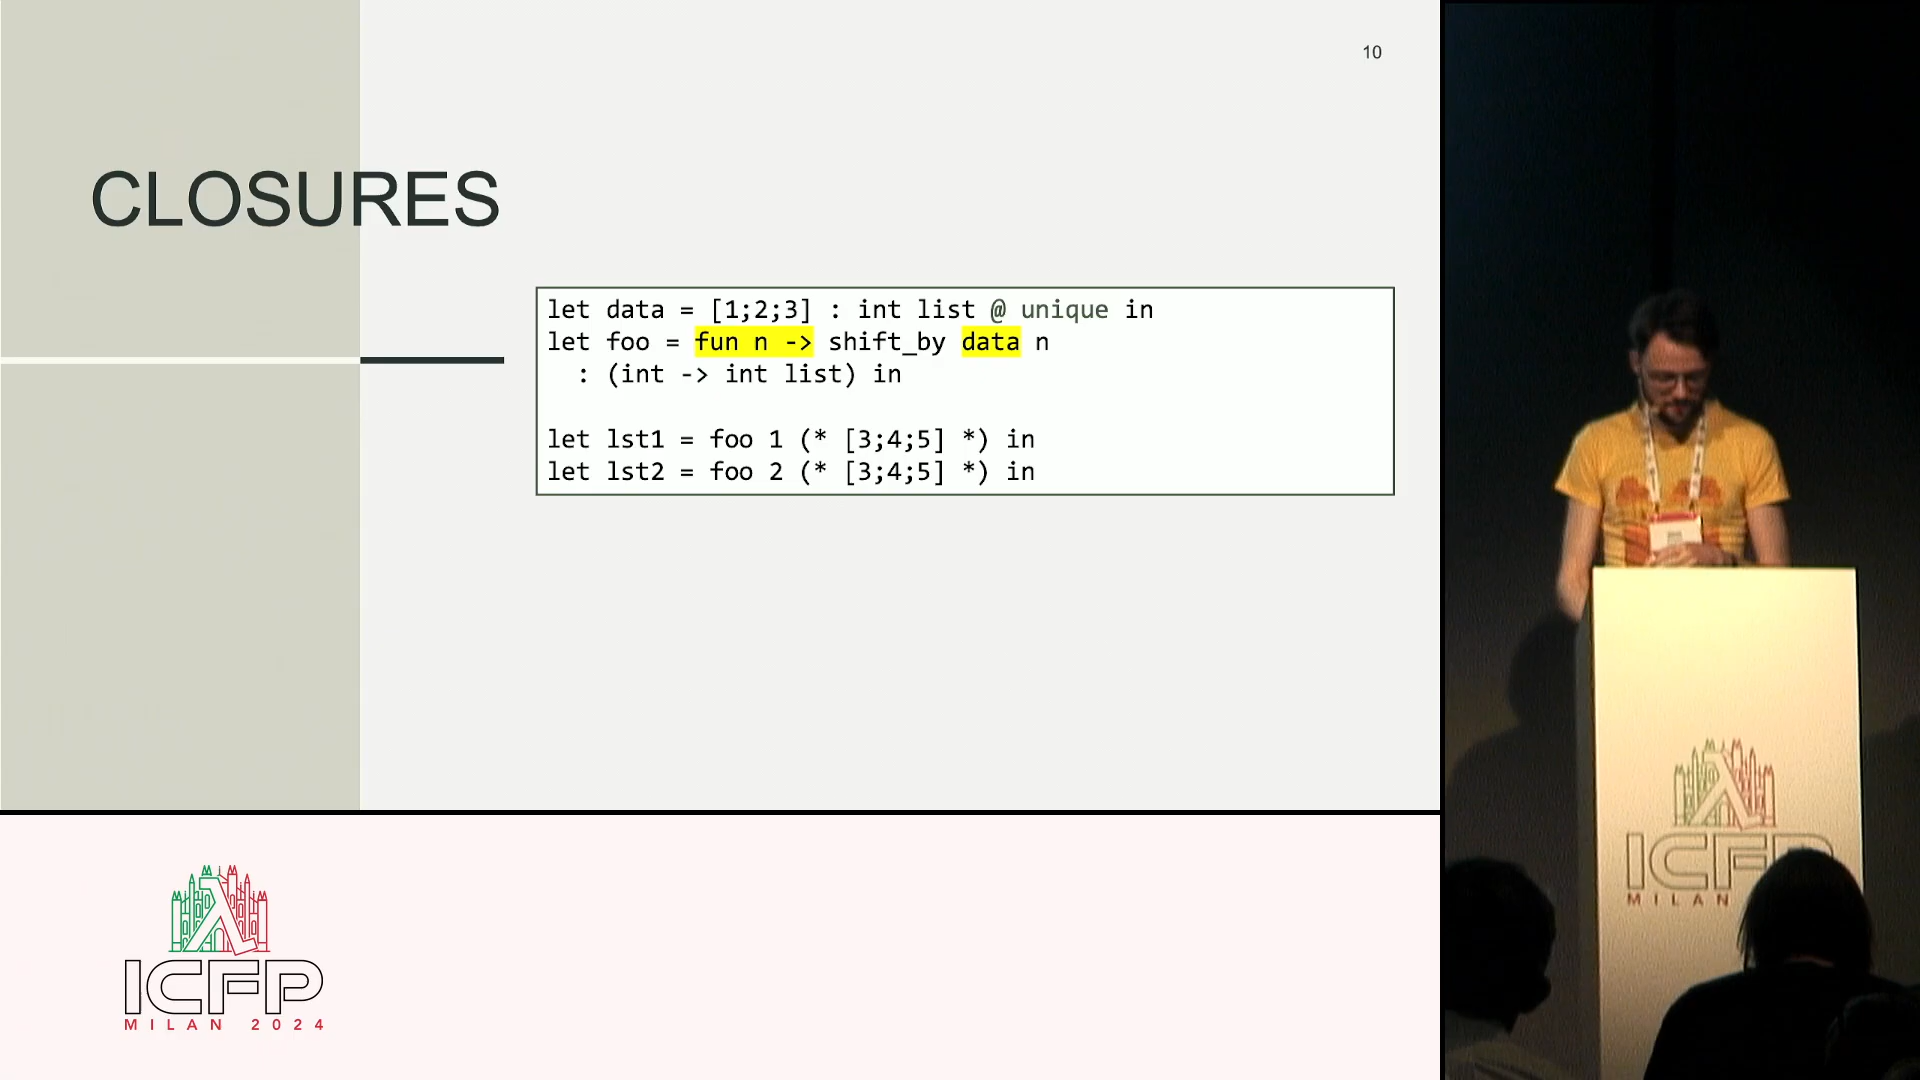 10
CLOSURES
let data = [1;2;3] : int list @ unique in
let foo = fun n -> shift_by data n
: (int -> int list) in
let lst1 = foo 1 (* [3;4;5] *) in
let lst2 = foo 2 (* [3;4;5] *) in
ICFP
MILAN 2024
ICFP
MILAN